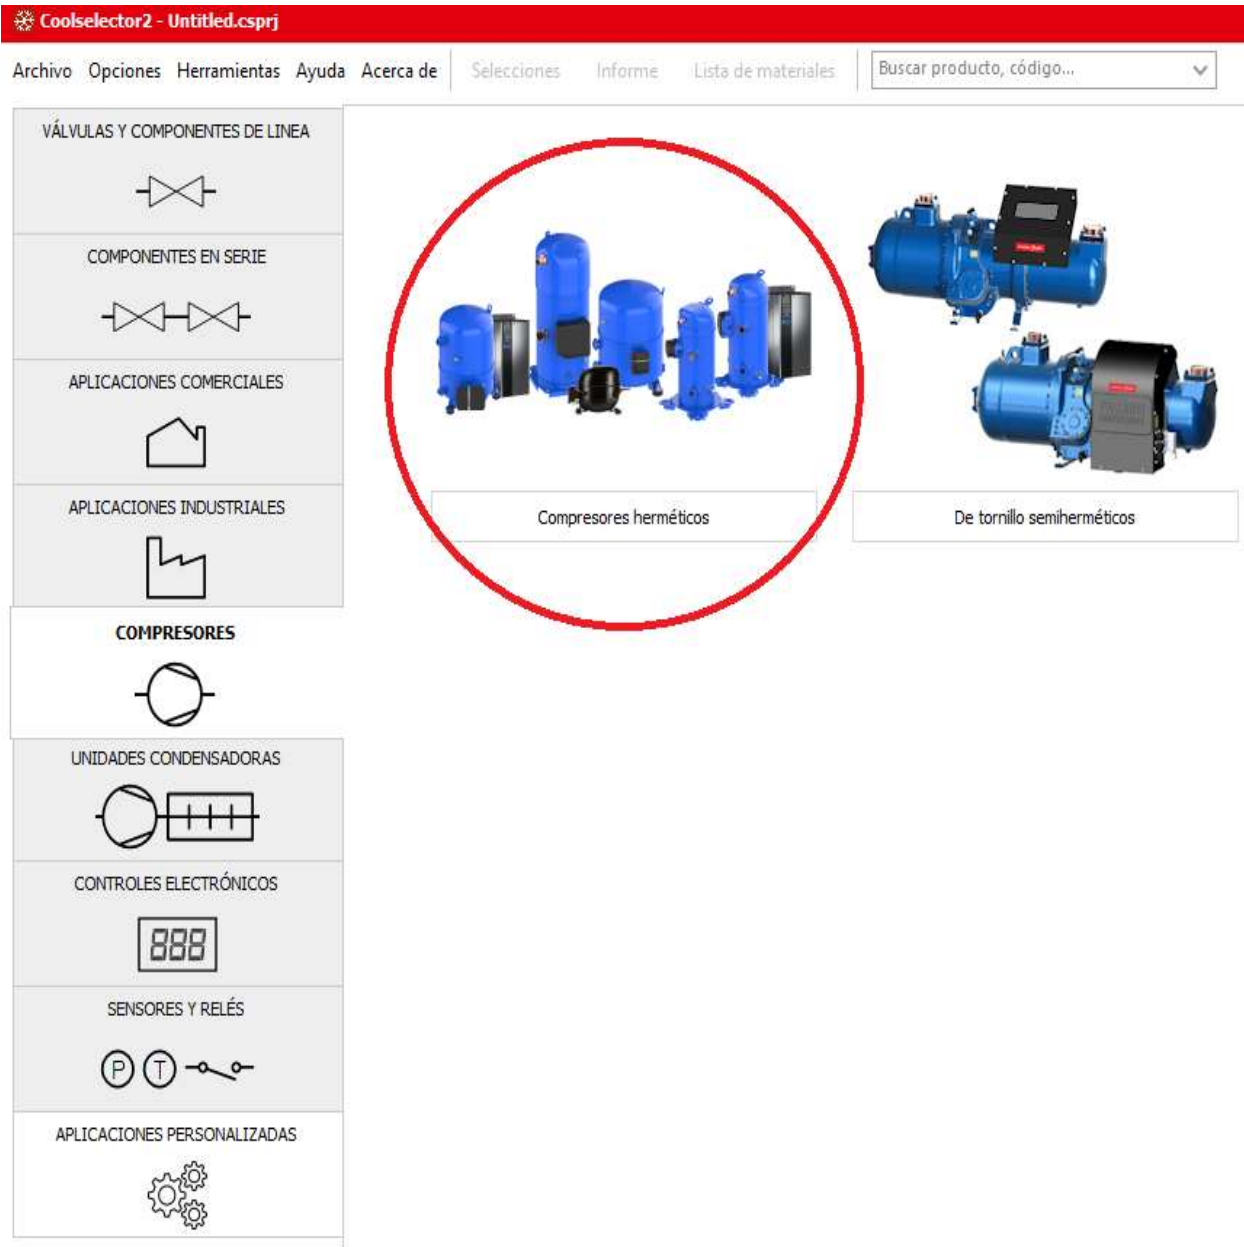 Coolselector2 - Untitled.csprj
Archivo Opciones Herramientas Ayuda Acerca de Selecciones Informe Lista de materiales Buscar producto, código...
VÁLVULAS Y COMPONENTES DE LINEA
COMPONENTES EN SERIE
APLICACIONES COMERCIALES
APLICACIONES INDUSTRIALES
COMPRESORES
UNIDADES CONDENSADORAS
CONTROLES ELECTRÓNICOS
888
SENSORES Y RELÉS
P T
APLICACIONES PERSONALIZADAS
Compresores herméticos
De tornillo semiherméticos